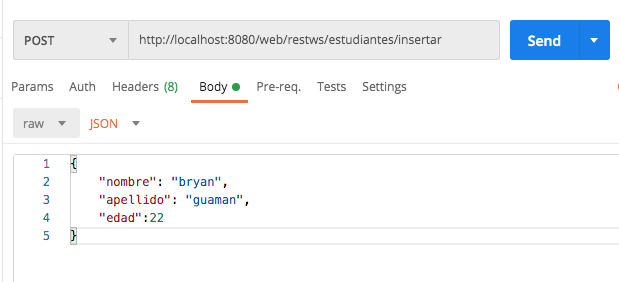 POST http://localhost:8080/web/restws/estudiantes/insertar Send
Params Auth Headers (8) Body Pre-req. Tests Settings
raw JSON
1 {
2 "nombre": "bryan",
3 "apellido": "guaman",
4 "edad":22
5 }